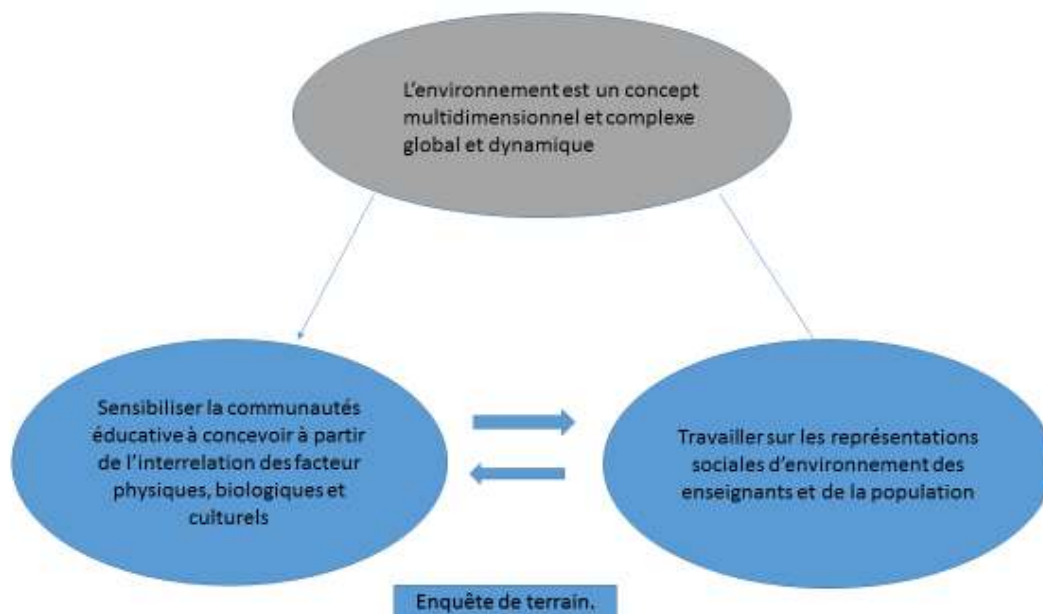 L'environnement est un concept
multidimensionnel et complexe
global et dynamique
Sensibiliser la communautés
éducative à concevoir à partir
de l'interrelation des facteur
physiques, biologiques et
culturels
Travailler sur les représentations
sociales d'environnement des
enseignants et de la population
Enquête de terrain.